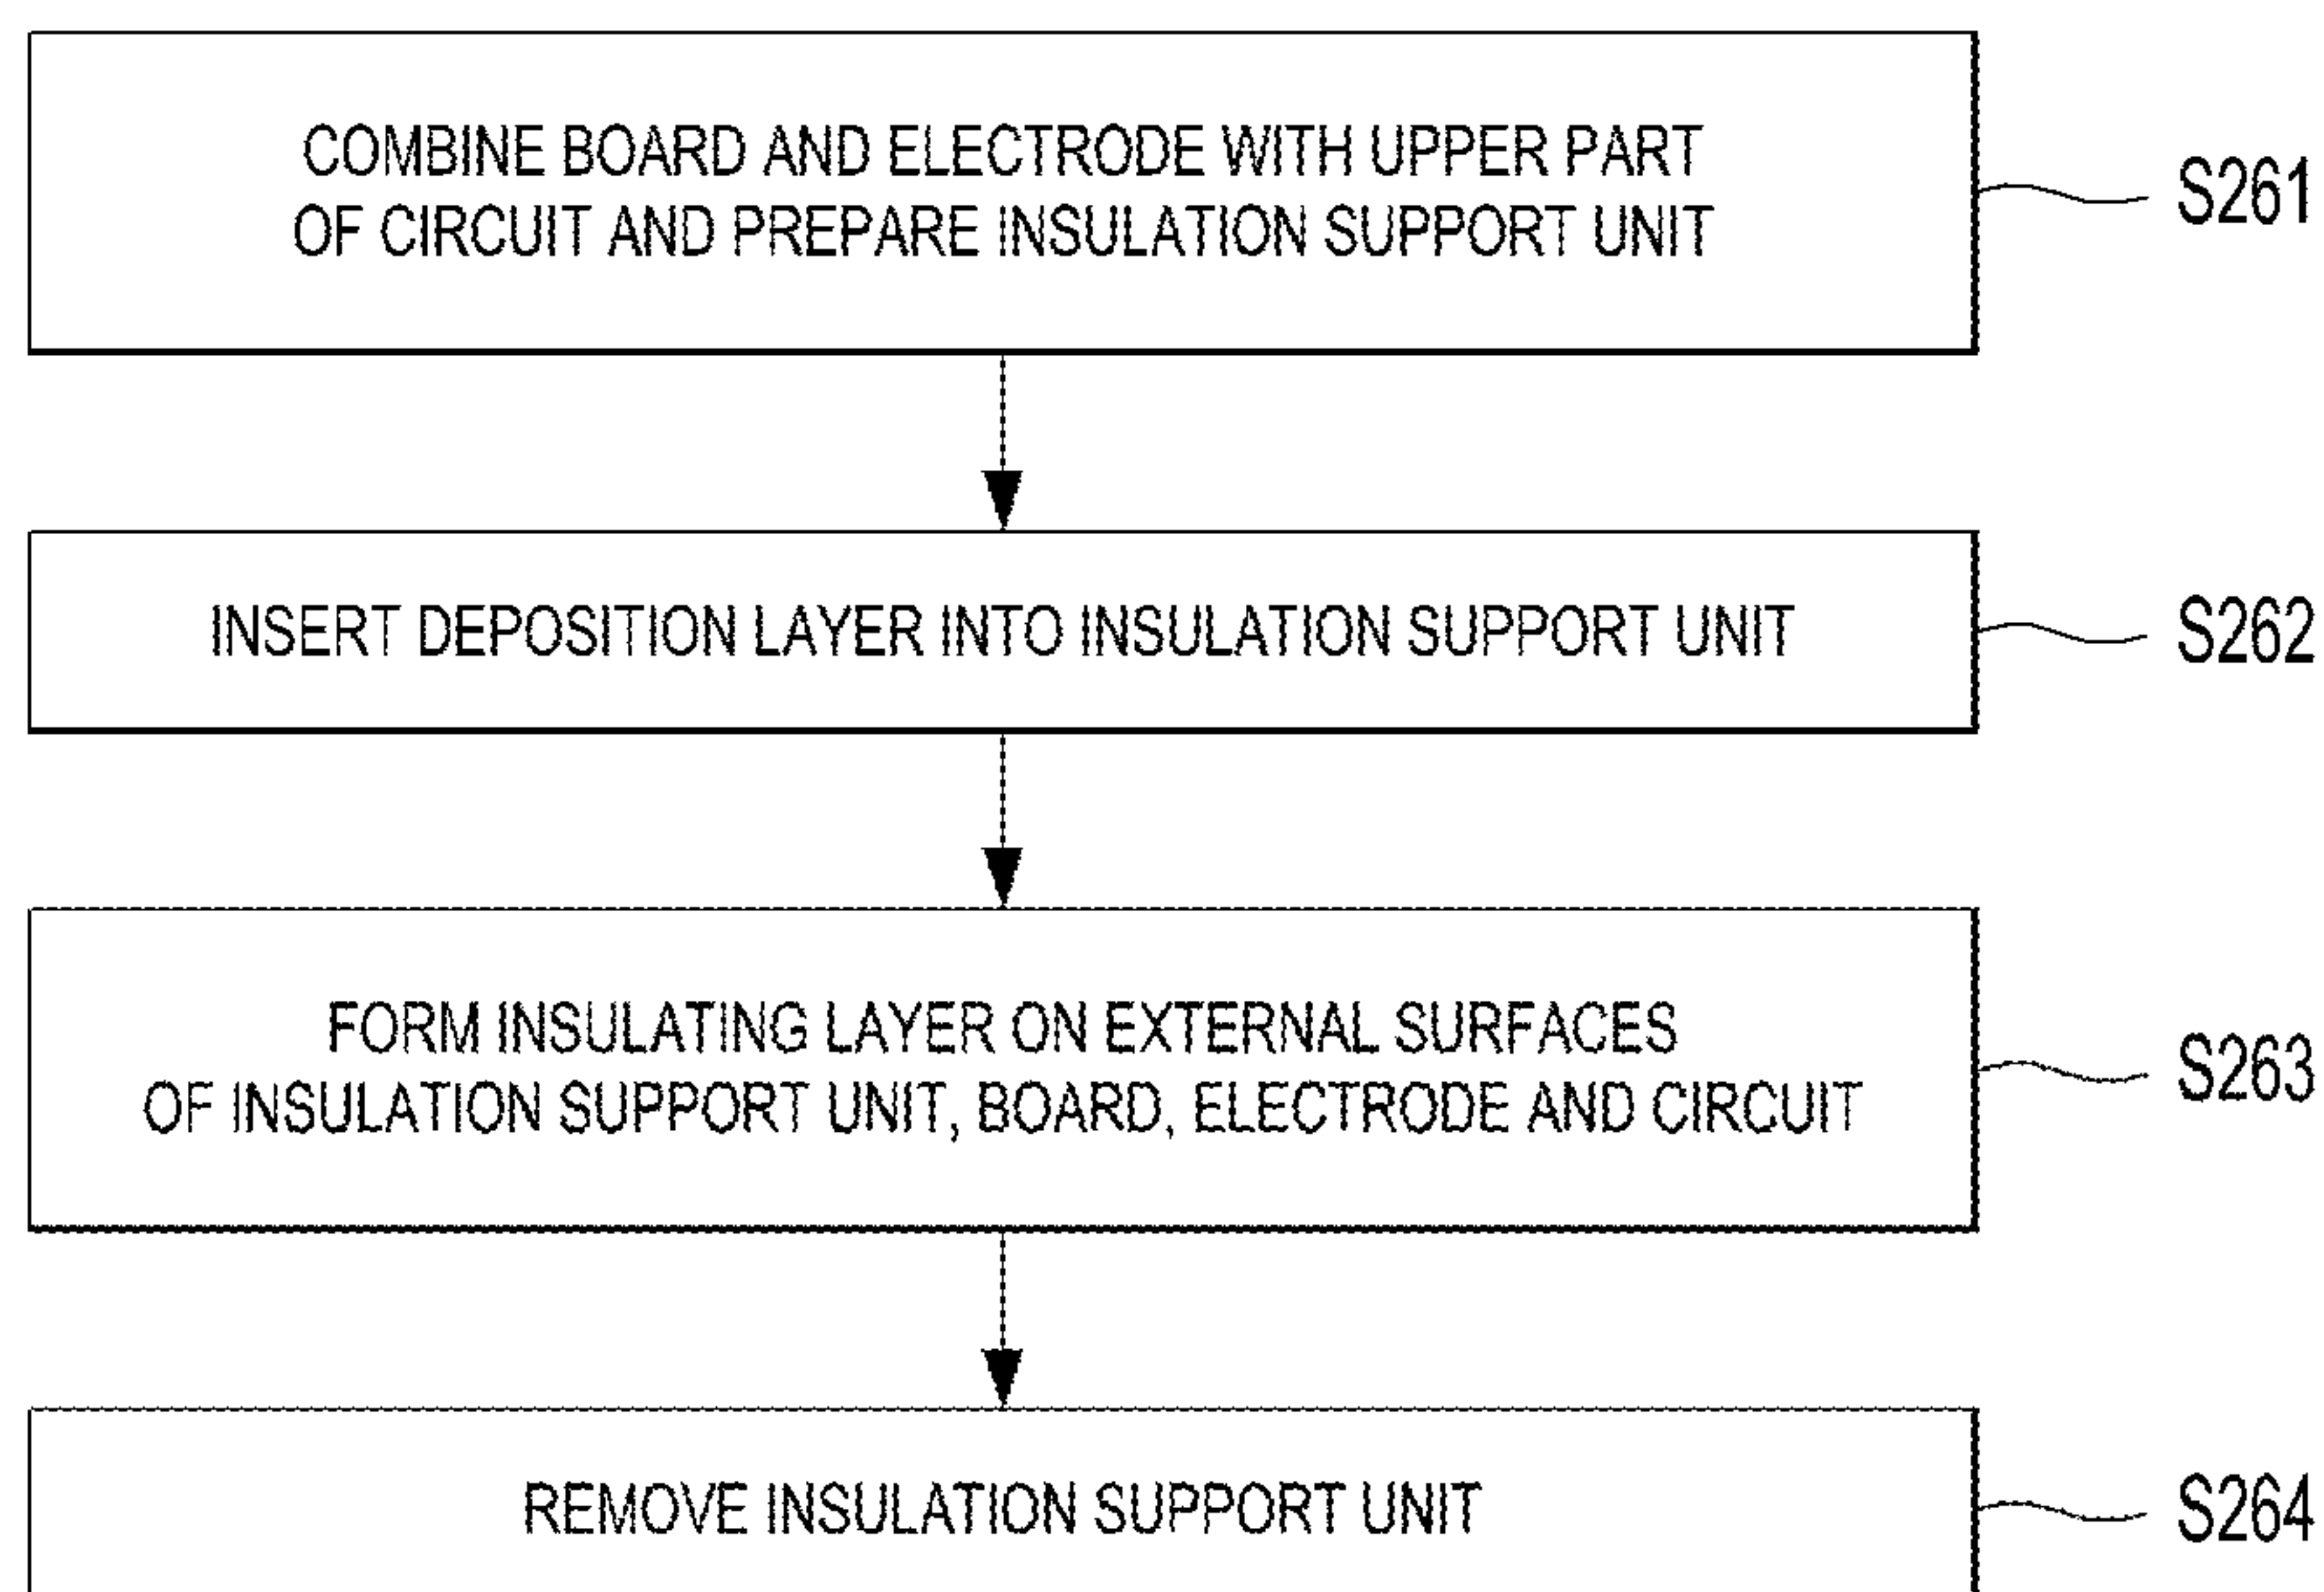 COMBINE BOARD AND ELECTRODE WITH UPPER PART
OF CIRCUIT AND PREPARE INSULATION SUPPORT UNIT
S261
INSERT DEPOSITION LAYER INTO INSULATION SUPPORT UNIT
S262
FORM INSULATING LAYER ON EXTERNAL SURFACES
OF INSULATION SUPPORT UNIT, BOARD, ELECTRODE AND CIRCUIT
S263
REMOVE INSULATION SUPPORT UNIT
S264